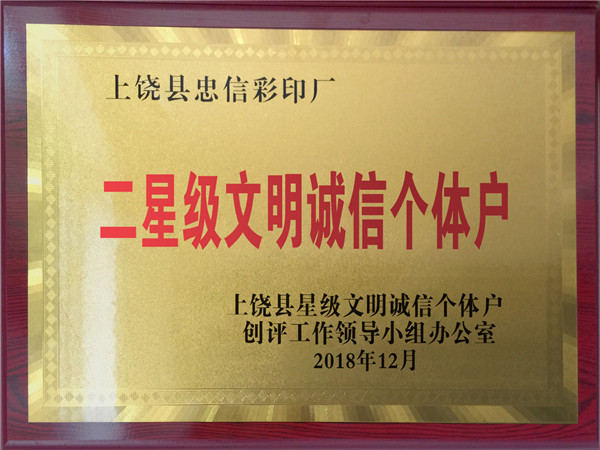 上饶县忠信彩印厂
二星级文明诚信个体户
上饶县星级文明诚信个体户
创评工作领导小组办公室
2018年12月